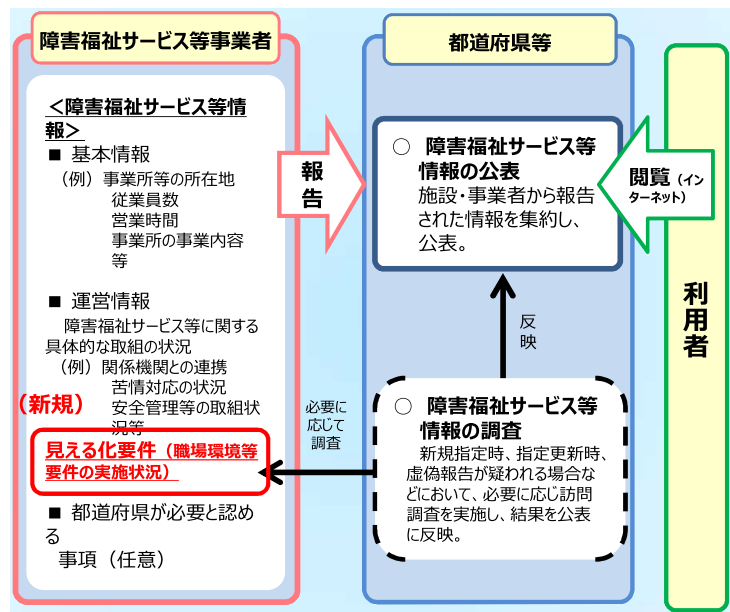 障害福祉サービス等事業者
＜障害福祉サービス等情
報＞
■ 基本情報
（例）事業所等の所在地
従業員数
営業時間
事業所の事業内容
等
■ 運営情報
障害福祉サービス等に関する
具体的な取組の状況
（例）関係機関との連携
苦情対応の状況
安全管理等の取組状
況等
（新規）
見える化要件（職場環境等
要件の実施状況）
■ 都道府県が必要と認め
る
事項（任意）
報
告
必要に
応じて
調査
都道府県等
○ 障害福祉サービス等
情報の公表
施設・事業者から報告
された情報を集約し、
公表。
反
映
○ 障害福祉サービス等
情報の調査
新規指定時、指定更新時、
虚偽報告が疑われる場合な
どにおいて、必要に応じ訪問
調査を実施し、結果を公表
に反映。
閲覧（イン
ターネット）
利
用
者